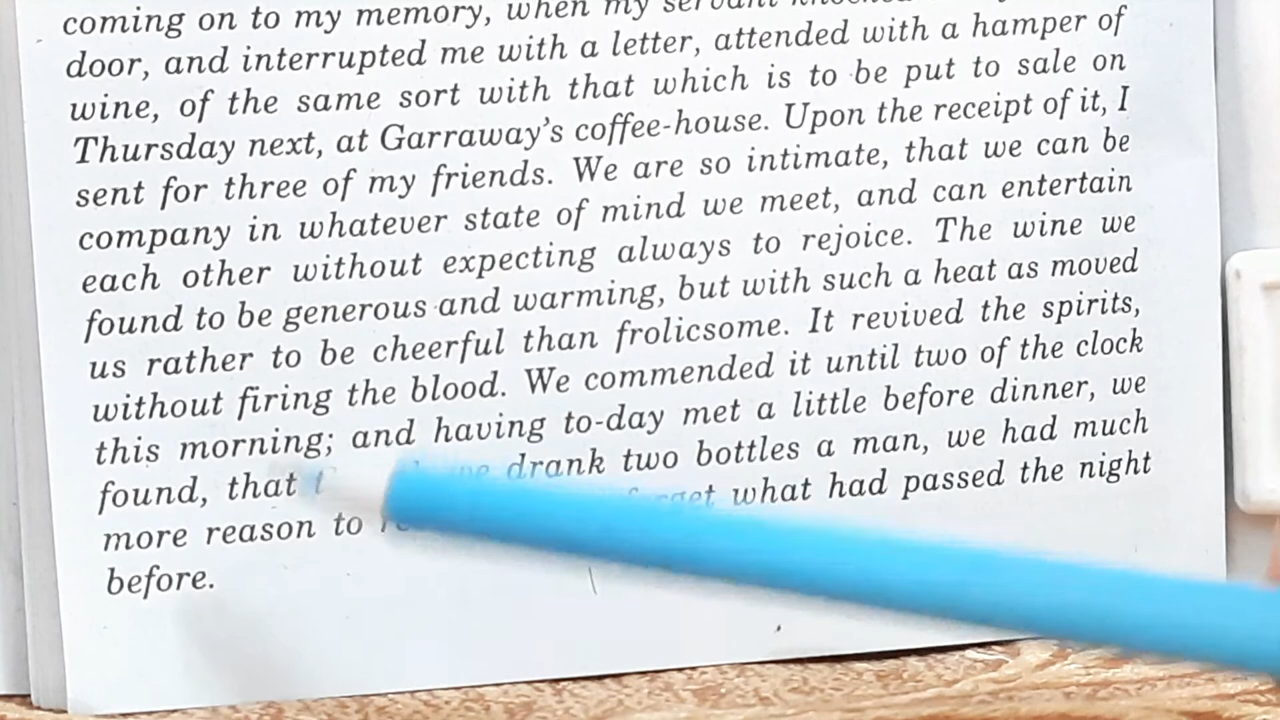 coming on to my memory, when my servant
door, and interrupted me with a letter, attended with a hamper of
wine, of the same sort with that which is to be put to sale on
Thursday next, at Garraway's coffee-house. Upon the receipt of it, I
sent for three of my friends. We are so intimate, that we can be
company in whatever state of mind we meet, and can entertain
each other without expecting always to rejoice. The wine we
found to be generous and warming, but with such a heat as moved
us rather to be cheerful than frolicsome. It revived the spirits,
without firing the blood. We commended it until two of the clock
this morning; and having to-day met a little before dinner, we
found, that drank two bottles a man, we had much
more reason to what had passed the night
before.